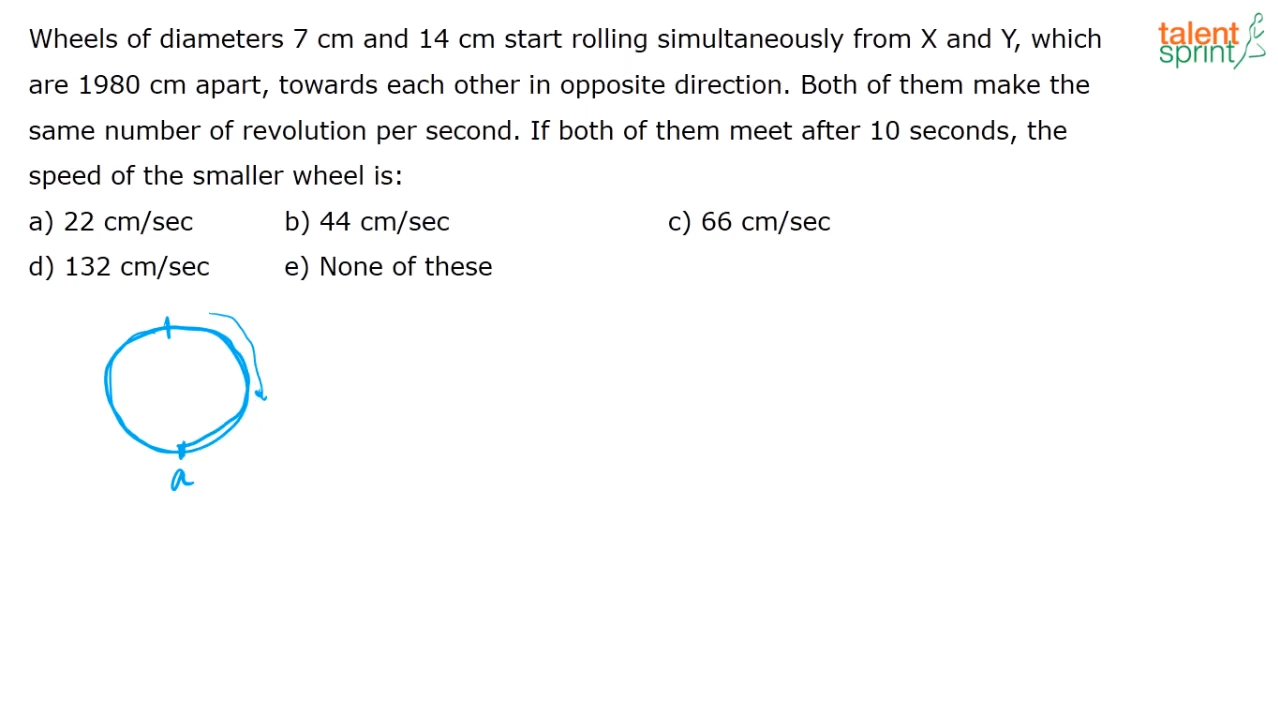 Wheels of diameters 7 cm and 14 cm start rolling simultaneously from X and Y, which
are 1980 cm apart, towards each other in opposite direction. Both of them make the
same number of revolution per second. If both of them meet after 10 seconds, the
speed of the smaller wheel is:
a) 22 cm/sec b) 44 cm/sec c) 66 cm/sec
d) 132 cm/sec e) None of these
talent
sprint
a